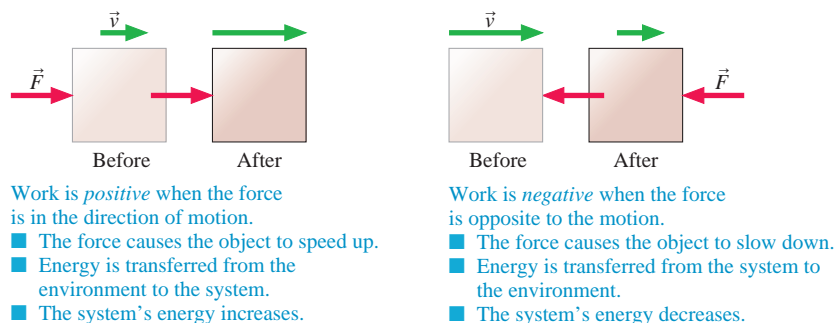 v⃗
F⃗
Before After
Work is positive when the force
is in the direction of motion.
■ The force causes the object to speed up.
■ Energy is transferred from the
environment to the system.
■ The system's energy increases.
v⃗
F⃗
Before After
Work is negative when the force
is opposite to the motion.
■ The force causes the object to slow down.
■ Energy is transferred from the system to
the environment.
■ The system's energy decreases.